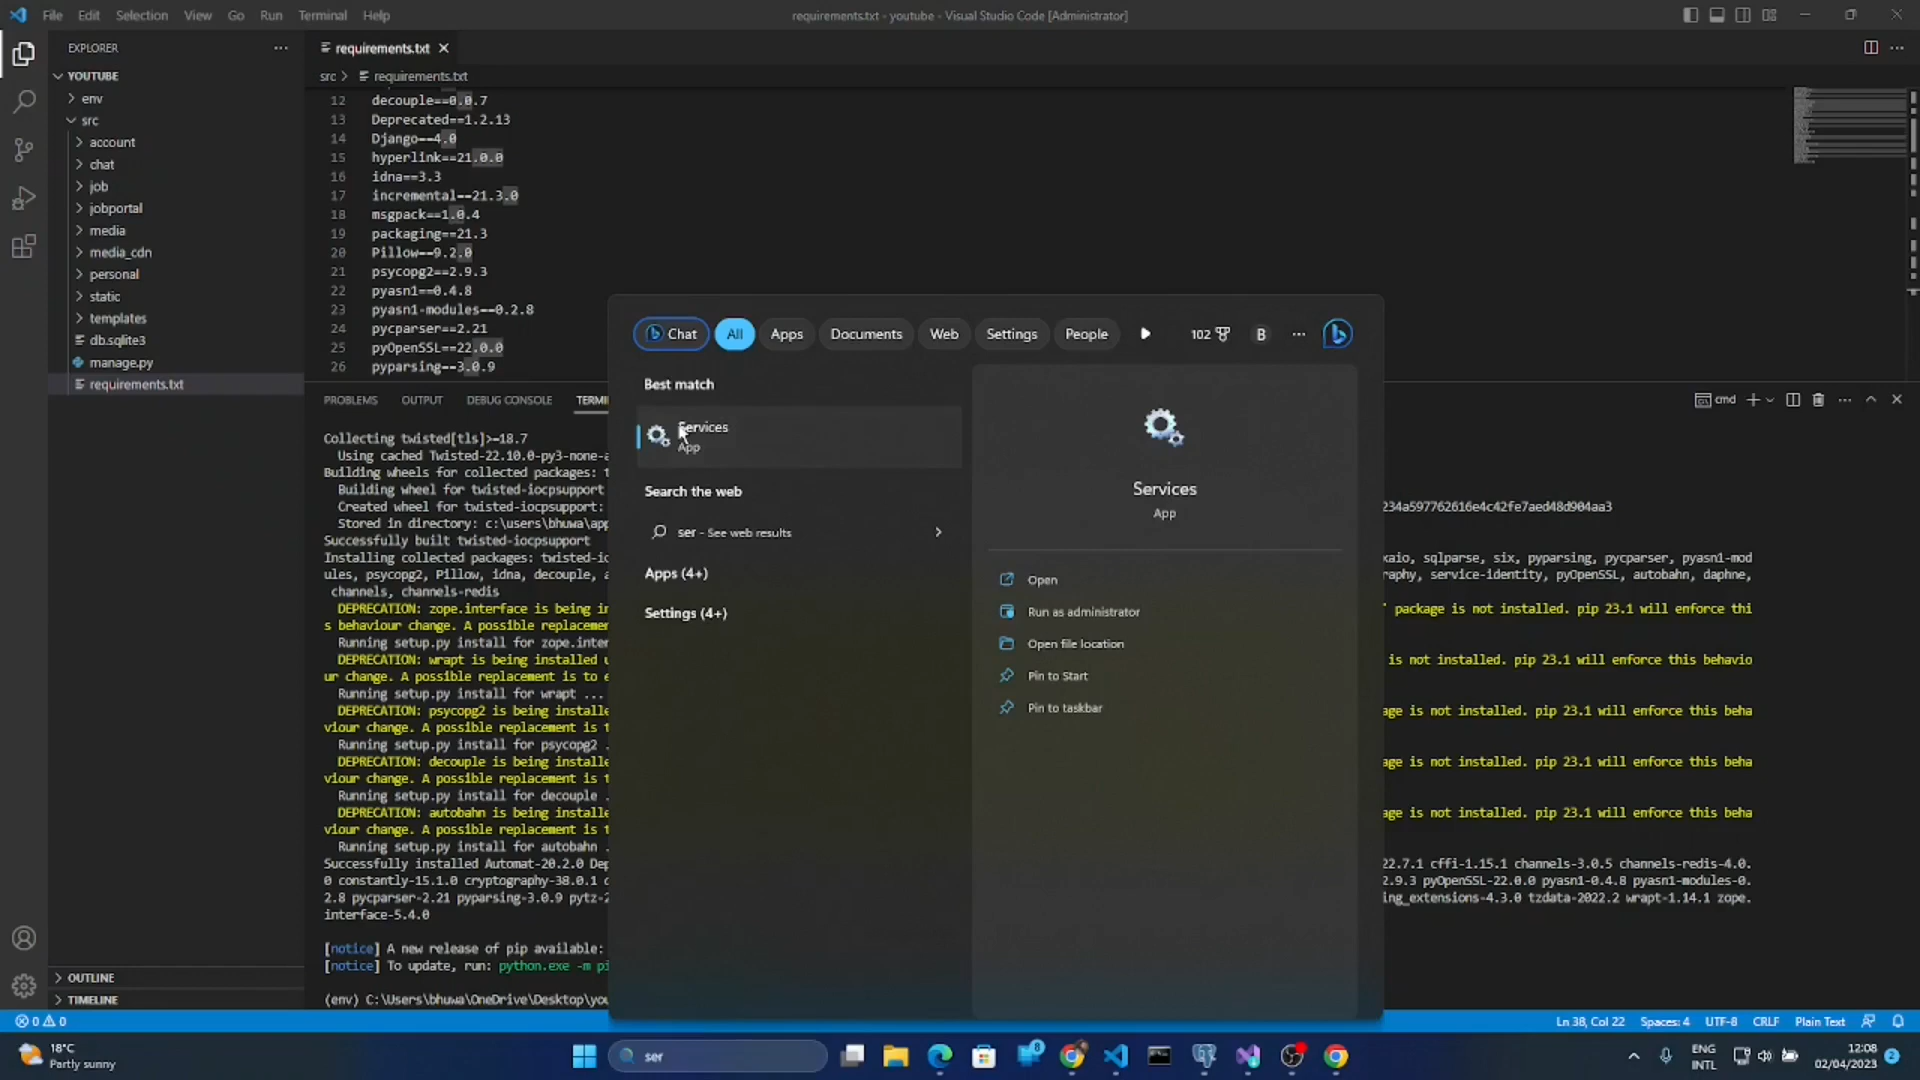 File Edit Selection View Go Run Terminal Help
requirements.txt - youtube - Visual Studio Code [Administrator]
EXPLORER
YOUTUBE
env
src
account
chat
job
jobportal
media
media_cdn
personal
static
templates
db.sqlite3
manage.py
requirements.txt
OUTLINE
TIMELINE
requirements.txt
src > requirements.txt
12 decouple==0.0.7
13 Deprecated==1.2.13
14 Django==4.0
15 hyperlink==21.0.0
16 idna==3.3
17 incremental==21.3.0
18 msgpack==1.0.4
19 packaging==21.3
20 Pillow==9.2.0
21 psycopg2==2.9.3
22 pyasn1==0.4.8
23 pyasn1-modules==0.2.8
24 pycparser==2.21
25 pyOpenSSL==22.0.0
26 pyparsing==3.0.9
PROBLEMS OUTPUT DEBUG CONSOLE TERMI
cmd
Collecting twisted[tls]>=18.7
Using cached Twisted-22.10.0-py3-none-a
Building wheels for collected packages: t
Building wheel for twisted-iocpsupport
Created wheel for twisted-iocpsupport: 234a597762616e4c42fe7aed48d904aa3
Stored in directory: c:\users\bhuwa\app
Successfully built twisted-iocpsupport
Installing collected packages: twisted-io xaio, sqlparse, six, pyparsing, pycparser, pyasn1-mod
ules, psycopg2, Pillow, idna, decouple, a raphy, service-identity, pyOpenSSL, autobahn, daphne,
channels, channels-redis
DEPRECATION: zope.interface is being in package is not installed. pip 23.1 will enforce thi
s behaviour change. A possible replacemen
Running setup.py install for zope.inter
DEPRECATION: wrapt is being installed u is not installed. pip 23.1 will enforce this behavio
ur change. A possible replacement is to e
Running setup.py install for wrapt ...
DEPRECATION: psycopg2 is being installe age is not installed. pip 23.1 will enforce this beha
viour change. A possible replacement is t
Running setup.py install for psycopg2 .
DEPRECATION: decouple is being installe age is not installed. pip 23.1 will enforce this beha
viour change. A possible replacement is t
Running setup.py install for decouple .
DEPRECATION: autobahn is being installe age is not installed. pip 23.1 will enforce this beha
viour change. A possible replacement is t
Running setup.py install for autobahn .
Successfully installed Automat-20.2.0 Dep 22.7.1 cffi-1.15.1 channels-3.0.5 channels-redis-4.0.
0 constantly-15.1.0 cryptography-38.0.1 d 2.9.3 pyOpenSSL-22.0.0 pyasn1-0.4.8 pyasn1-modules-0.
2.8 pycparser-2.21 pyparsing-3.0.9 pytz-2 ing_extensions-4.3.0 tzdata-2022.2 wrapt-1.14.1 zope.
interface-5.4.0
[notice] A new release of pip available:
[notice] To update, run: python.exe -m pi
(env) C:\Users\bhuwa\OneDrive\Desktop\you
Chat All Apps Documents Web Settings People 102 B
Best match
Services
App
Search the web
ser - See web results
Apps (4+)
Settings (4+)
Services
App
Open
Run as administrator
Open file location
Pin to Start
Pin to taskbar
0 0
Ln 38, Col 22 Spaces: 4 UTF-8 CRLF Plain Text
18°C
Partly sunny
ser
8
ENG
INTL
12:08
02/04/2023
2